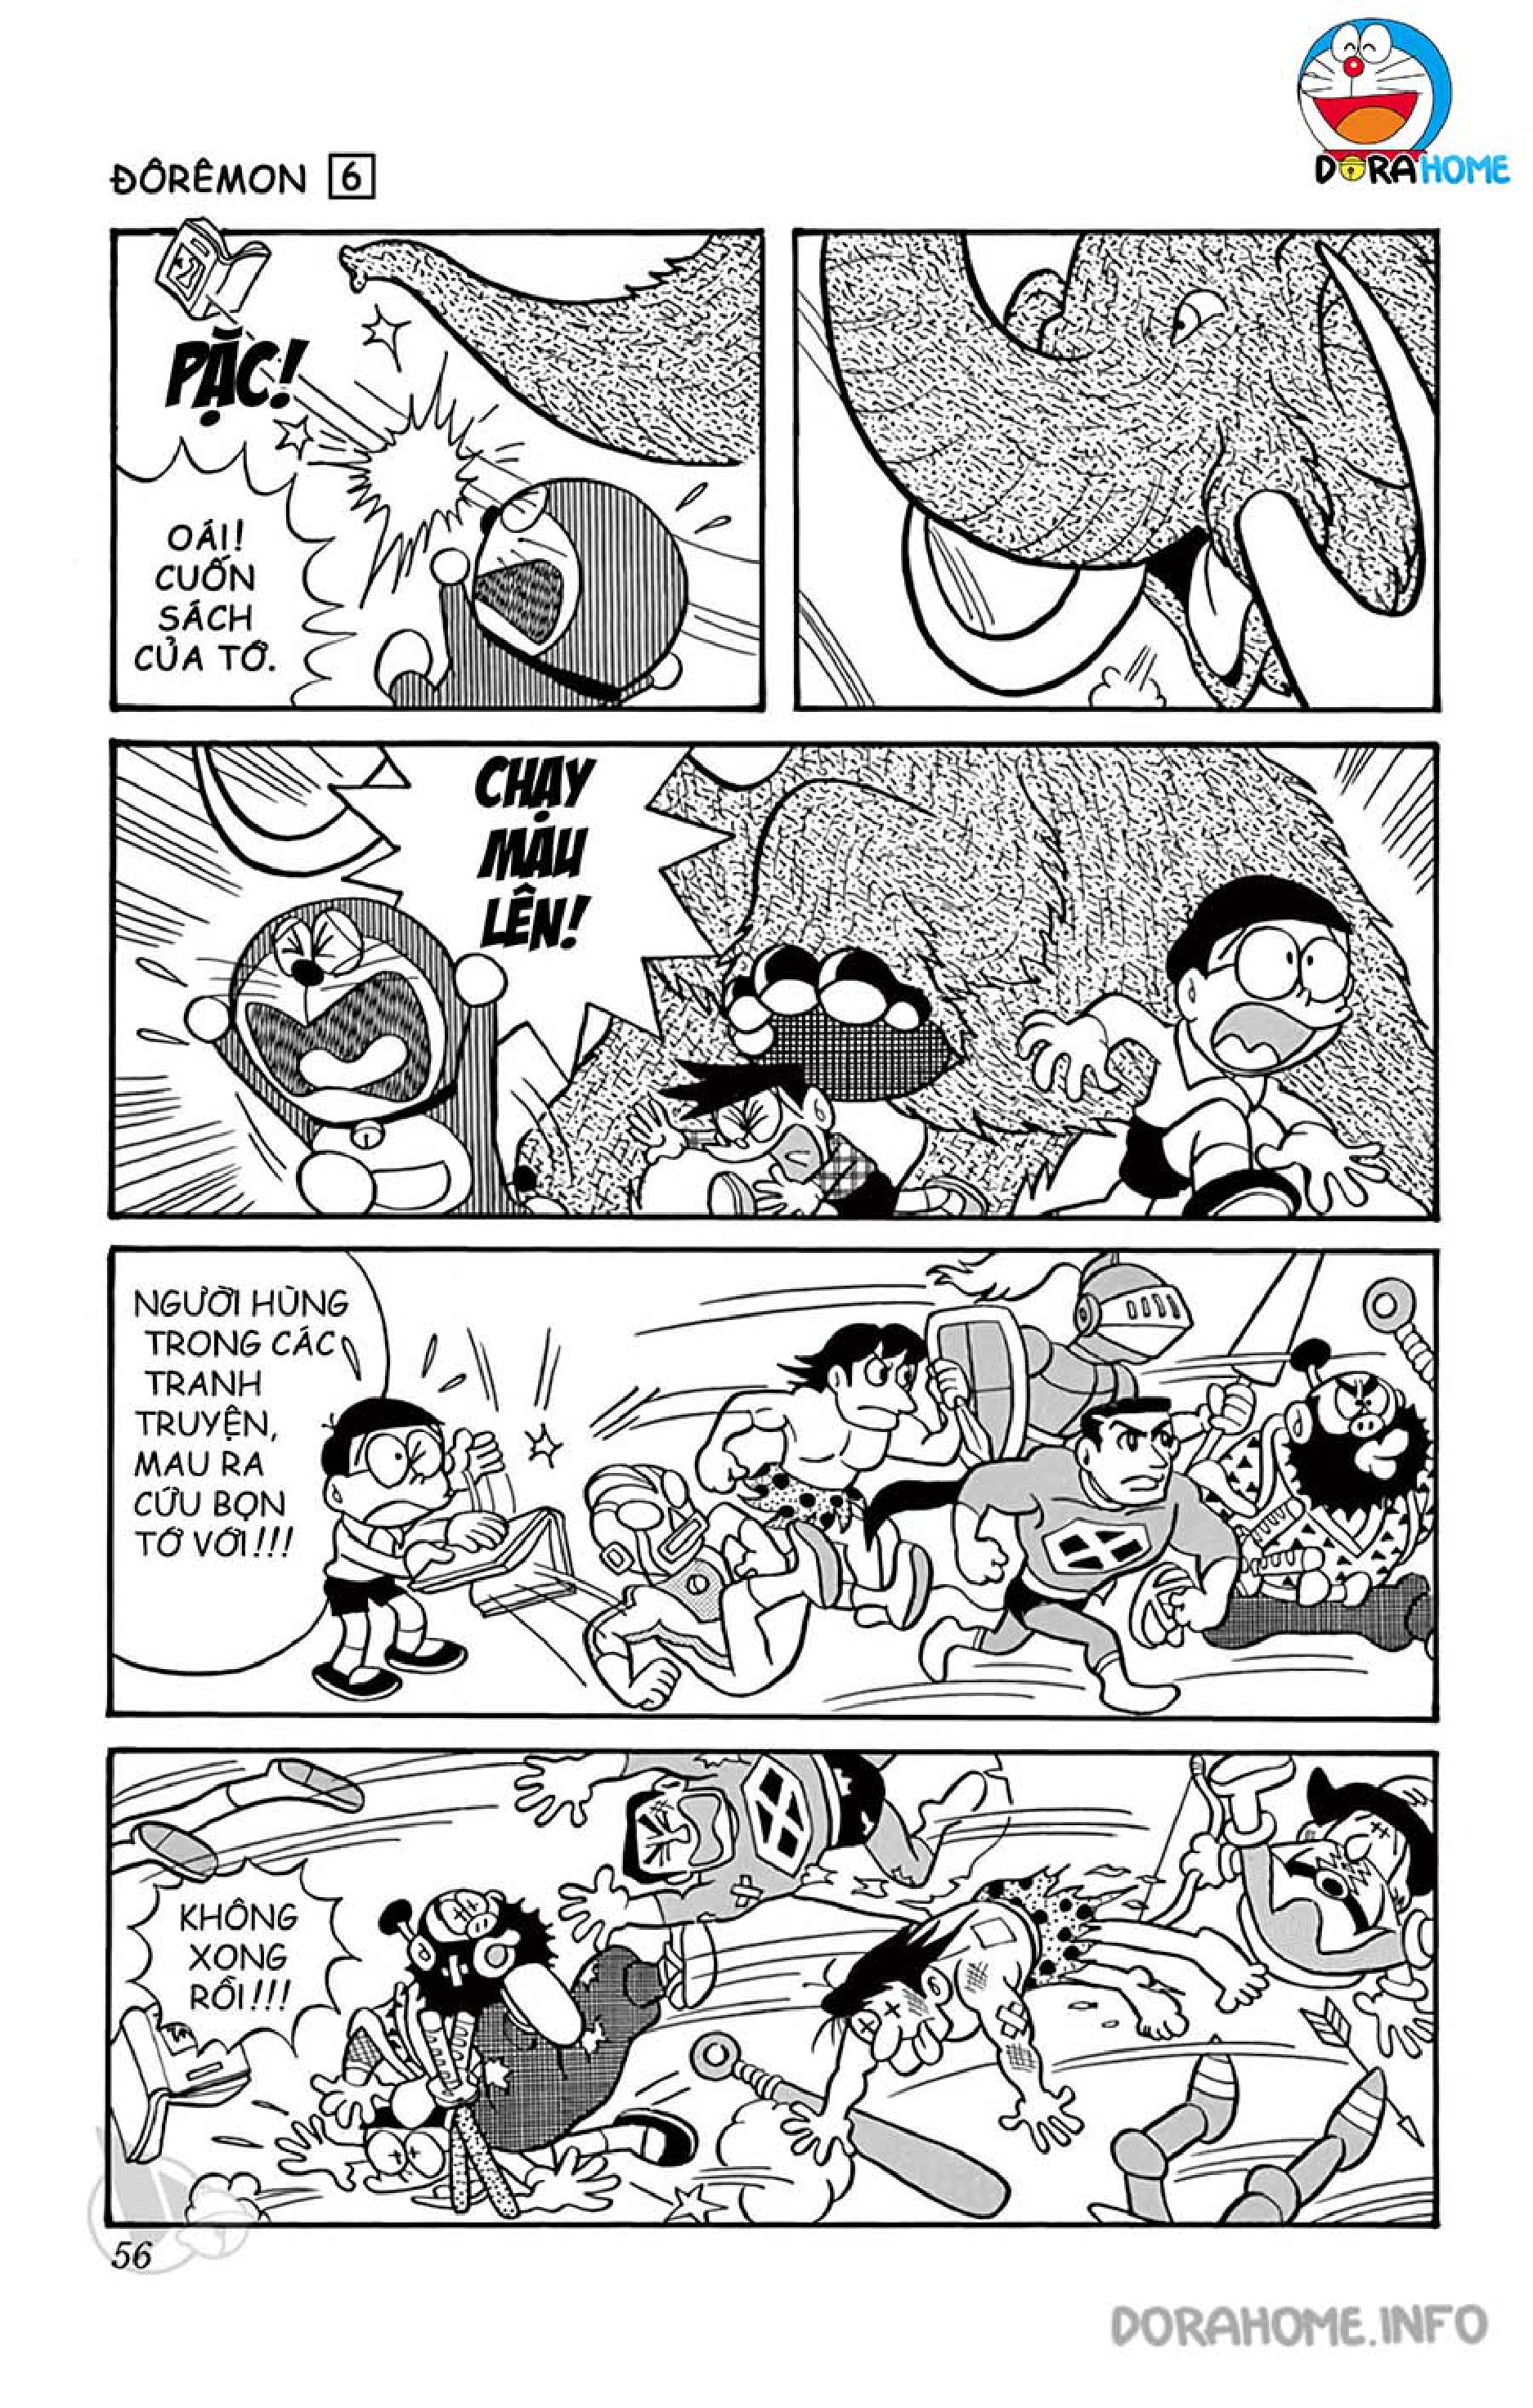 DORAHOME
ĐÔRÊMON 6
PẶC!
OÁI!
CUỐN
SÁCH
CỦA TỚ.
CHẠY
MAU
LÊN!
NGƯỜI HÙNG
TRONG CÁC
TRANH
TRUYỆN,
MAU RA
CỨU BỌN
TỚ VỚI!!!
KHÔNG
XONG
RỒI!!!
56
DORAHOME.INFO